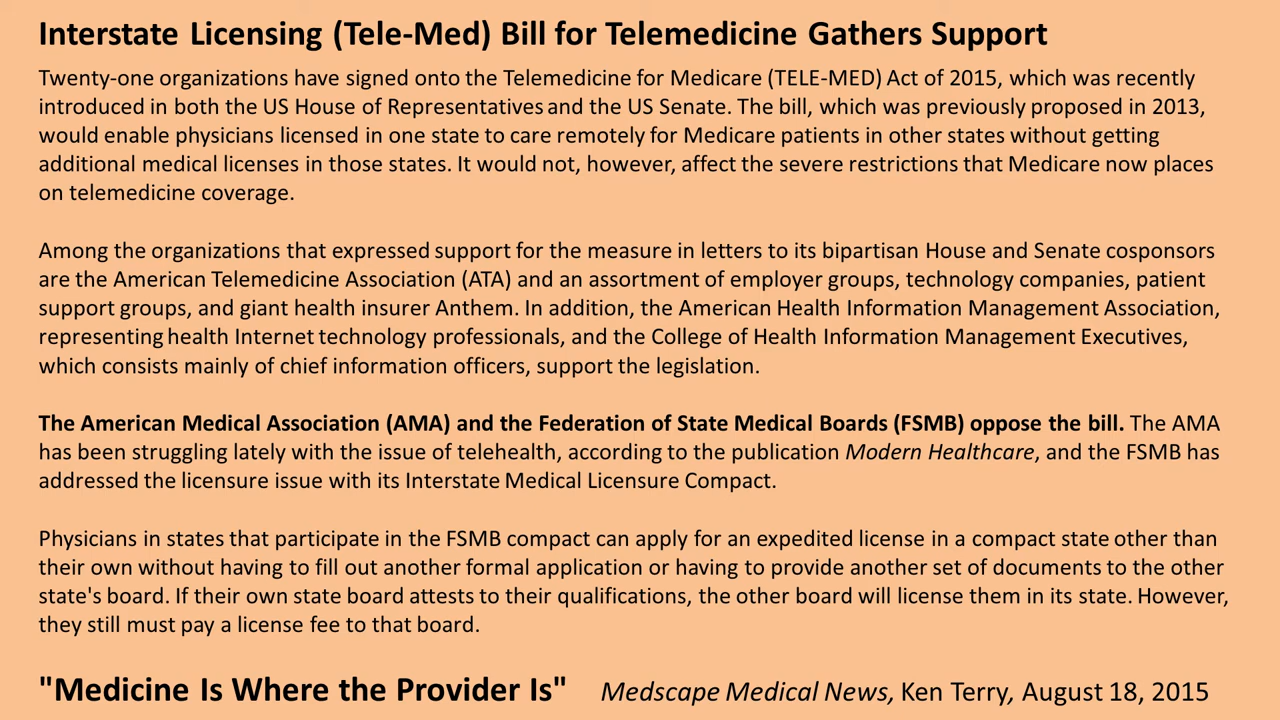 Interstate Licensing (Tele-Med) Bill for Telemedicine Gathers Support
Twenty-one organizations have signed onto the Telemedicine for Medicare (TELE-MED) Act of 2015, which was recently
introduced in both the US House of Representatives and the US Senate. The bill, which was previously proposed in 2013,
would enable physicians licensed in one state to care remotely for Medicare patients in other states without getting
additional medical licenses in those states. It would not, however, affect the severe restrictions that Medicare now places
on telemedicine coverage.
Among the organizations that expressed support for the measure in letters to its bipartisan House and Senate cosponsors
are the American Telemedicine Association (ATA) and an assortment of employer groups, technology companies, patient
support groups, and giant health insurer Anthem. In addition, the American Health Information Management Association,
representing health Internet technology professionals, and the College of Health Information Management Executives,
which consists mainly of chief information officers, support the legislation.
The American Medical Association (AMA) and the Federation of State Medical Boards (FSMB) oppose the bill. The AMA
has been struggling lately with the issue of telehealth, according to the publication Modern Healthcare, and the FSMB has
addressed the licensure issue with its Interstate Medical Licensure Compact.
Physicians in states that participate in the FSMB compact can apply for an expedited license in a compact state other than
their own without having to fill out another formal application or having to provide another set of documents to the other
state's board. If their own state board attests to their qualifications, the other board will license them in its state. However,
they still must pay a license fee to that board.
"Medicine Is Where the Provider Is" Medscape Medical News, Ken Terry, August 18, 2015